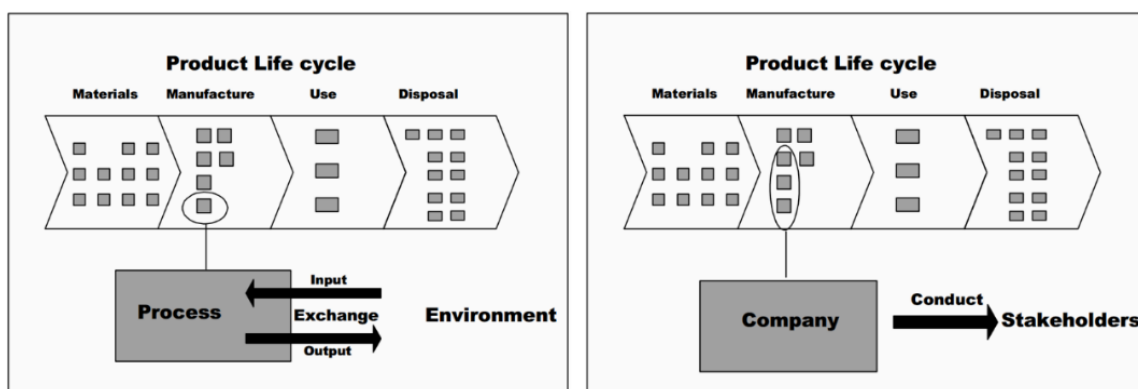 Product Life cycle
Materials Manufacture Use Disposal
Process
Input
Exchange
Output
Environment
Product Life cycle
Materials Manufacture Use Disposal
Company
Conduct
Stakeholders